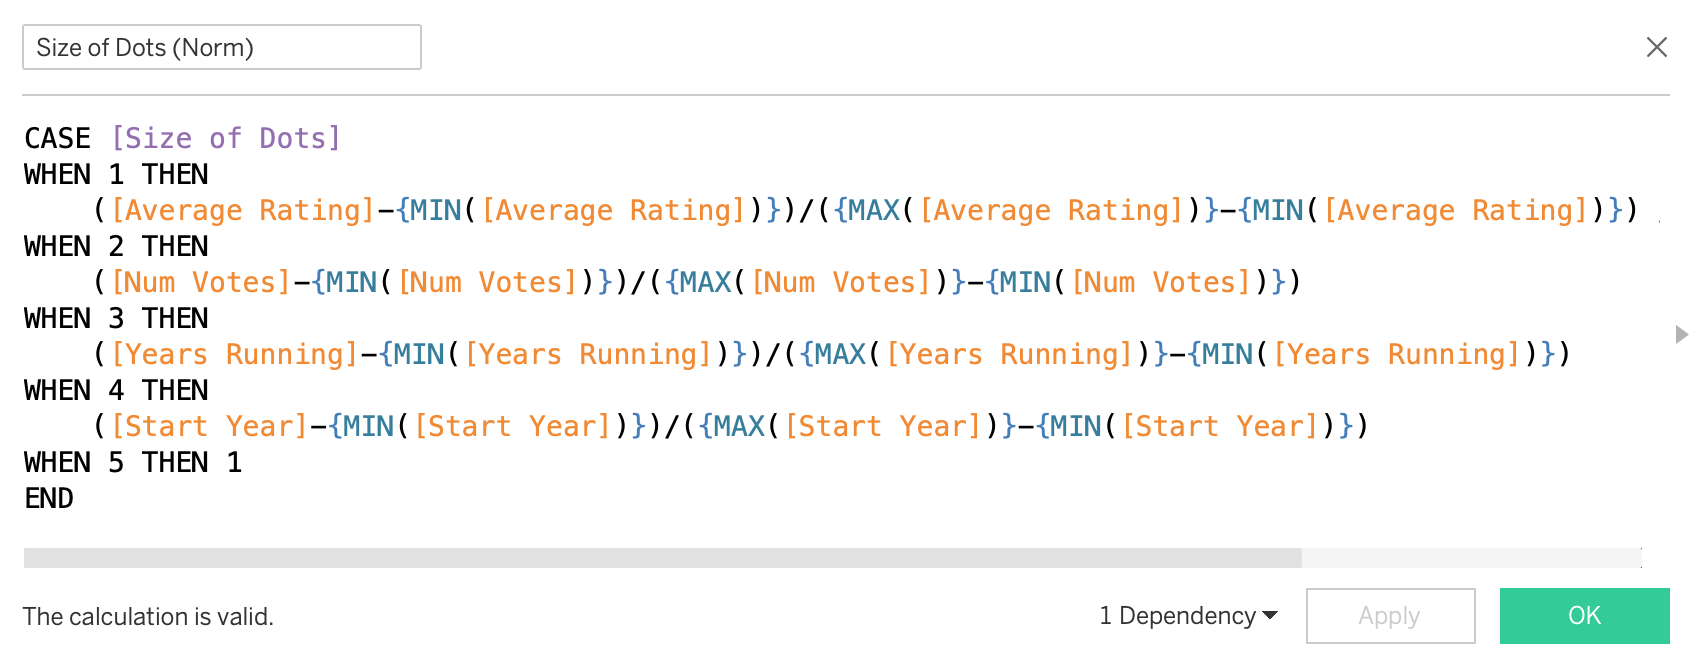 Size of Dots (Norm)
CASE [Size of Dots]
WHEN 1 THEN
([Average Rating]-{MIN([Average Rating])})/({MAX([Average Rating])}-{MIN([Average Rating])})
WHEN 2 THEN
([Num Votes]-{MIN([Num Votes])})/({MAX([Num Votes])}-{MIN([Num Votes])})
WHEN 3 THEN
([Years Running]-{MIN([Years Running])})/({MAX([Years Running])}-{MIN([Years Running])})
WHEN 4 THEN
([Start Year]-{MIN([Start Year])})/({MAX([Start Year])}-{MIN([Start Year])})
WHEN 5 THEN 1
END
The calculation is valid.
1 Dependency
Apply
OK